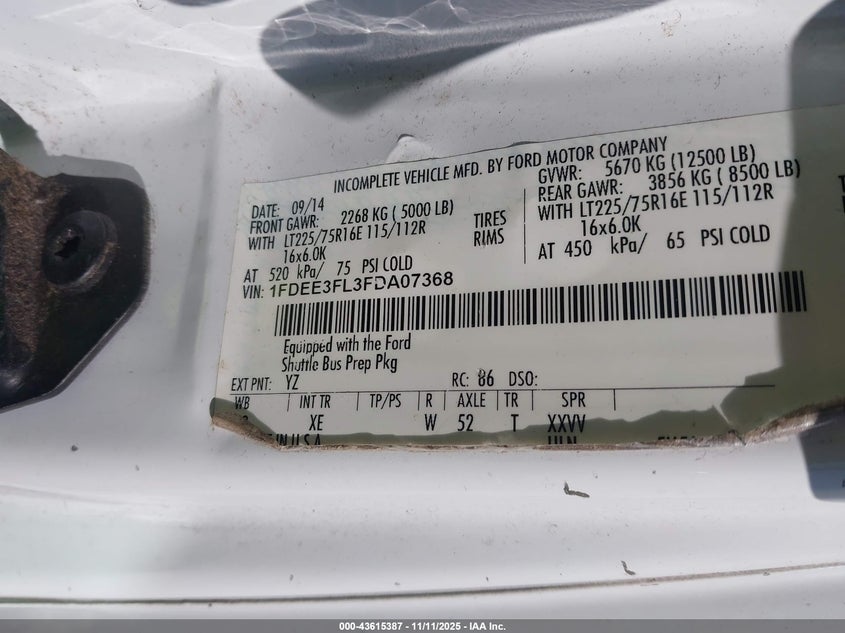 INCOMPLETE VEHICLE MFD. BY FORD MOTOR COMPANY
DATE: 09/14 GVWR: 5670 KG (12500 LB)
FRONT GAWR: 2268 KG ( 5000 LB) REAR GAWR: 3856 KG ( 8500 LB)
WITH LT225/75R16E 115/112R TIRES WITH LT225/75R16E 115/112R
16x6.0K RIMS 16x6.0K
AT 520 kPa/ 75 PSI COLD AT 450 kPa/ 65 PSI COLD
VIN: 1FDEE3FL3FDA07368
Equipped with the Ford
Shuttle Bus Prep Pkg
EXT PNT: YZ RC: 86 DSO:
WB INT TR TP/PS R AXLE TR SPR
XE W 52 T XXVV
IN U.S.A.
000-43615387 - 11/11/2025 - IAA Inc.